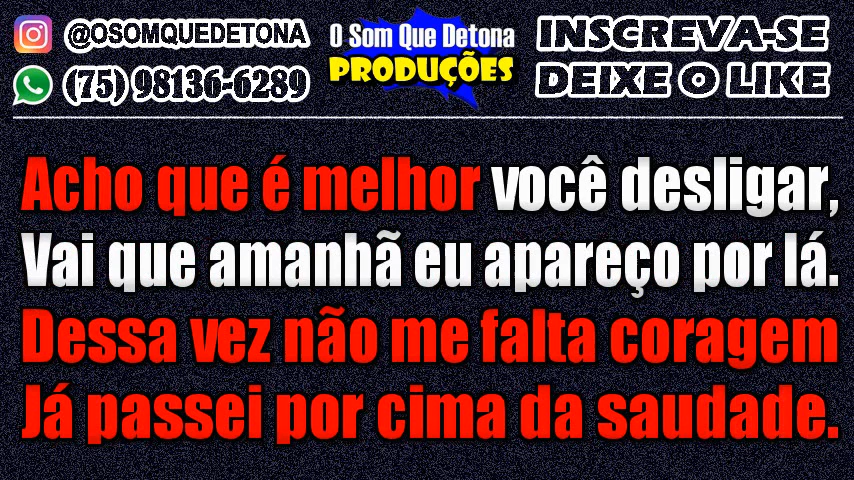 @OSOMQUEDETONA
(75) 98136-6289
O Som Que Detona
PRODUÇÕES
INSCREVA-SE
DEIXE O LIKE
Acho que é melhor você desligar,
Vai que amanhã eu apareço por lá.
Dessa vez não me falta coragem
Já passei por cima da saudade.